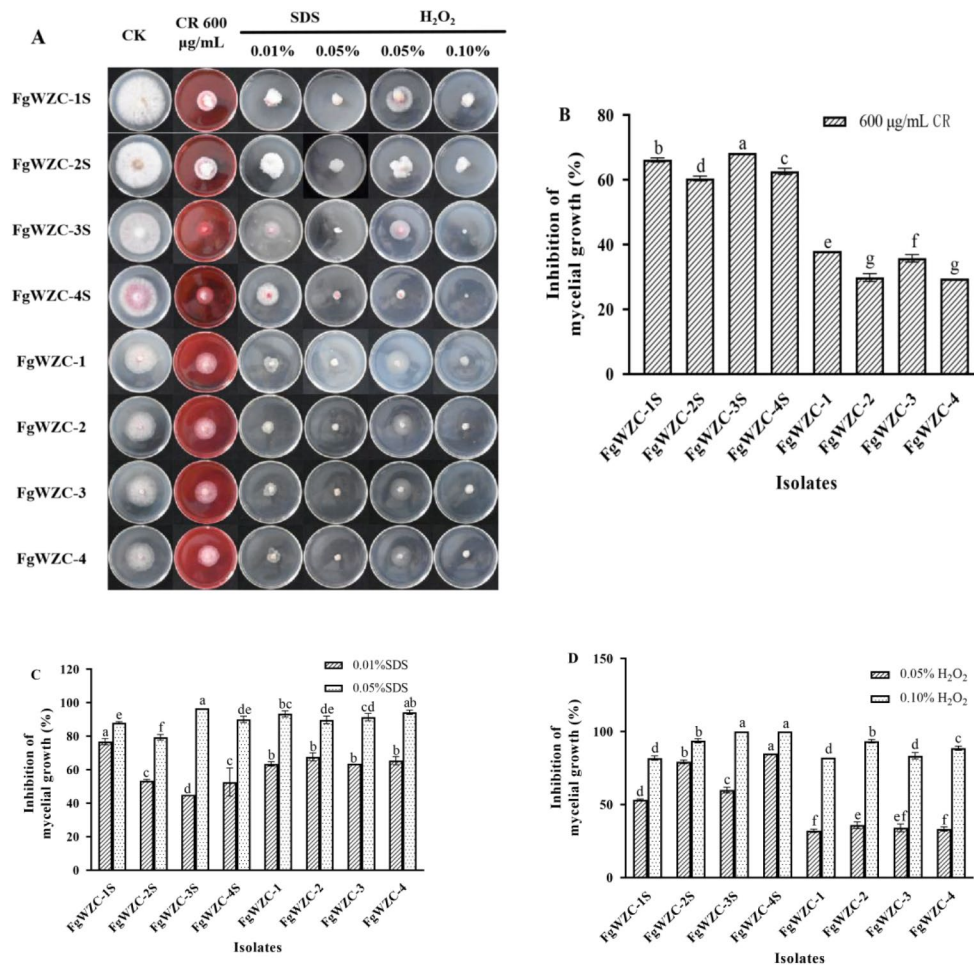 A
CK
CR 600
μg/mL
SDS
H₂O₂
0.01% 0.05% 0.05% 0.10%
FgWZC-1S
FgWZC-2S
FgWZC-3S
FgWZC-4S
FgWZC-1
FgWZC-2
FgWZC-3
FgWZC-4
B
600 μg/mL CR
Inhibition of
mycelial growth (%)
80
60
40
20
0
b d a c e g f g
FgWZC-1S FgWZC-2S FgWZC-3S FgWZC-4S FgWZC-1 FgWZC-2 FgWZC-3 FgWZC-4
Isolates
C
0.01%SDS
0.05%SDS
Inhibition of
mycelial growth (%)
120
100
80
60
40
20
0
a e c f d a c de b bc b de b cd b ab
FgWZC-1S FgWZC-2S FgWZC-3S FgWZC-4S FgWZC-1 FgWZC-2 FgWZC-3 FgWZC-4
Isolates
D
0.05% H₂O₂
0.10% H₂O₂
Inhibition of
mycelial growth (%)
150
100
50
0
d d b b c a a a f d e b ef d f c
FgWZC-1S FgWZC-2S FgWZC-3S FgWZC-4S FgWZC-1 FgWZC-2 FgWZC-3 FgWZC-4
Isolates